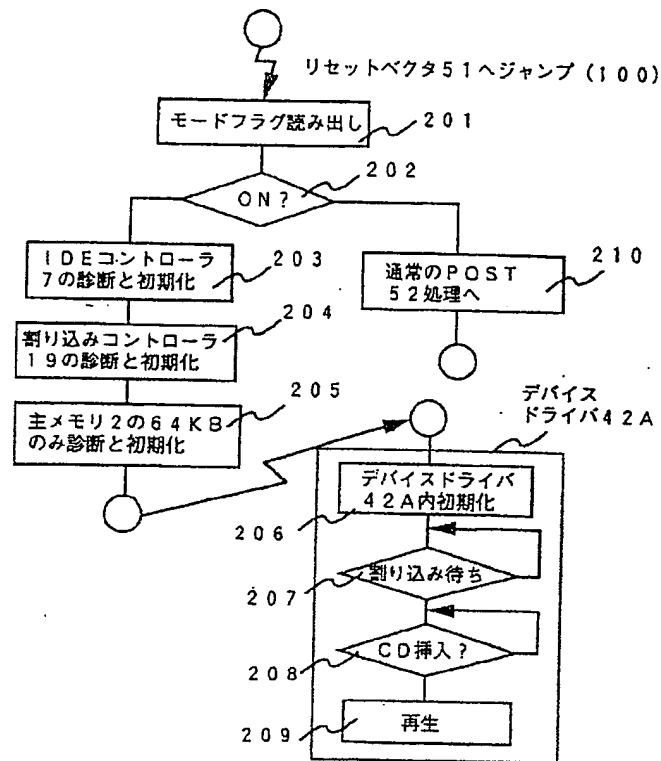 リセットベクタ51へジャンプ(100)
モードフラグ読み出し
201
ON?
202
IDEコントローラ
7の診断と初期化
203
通常のPOST
52処理へ
210
割り込みコントローラ
19の診断と初期化
204
主メモリ2の64KB
のみ診断と初期化
205
デバイス
ドライバ42A
デバイスドライバ
42A内初期化
206
割り込み待ち
207
CD挿入?
208
再生
209